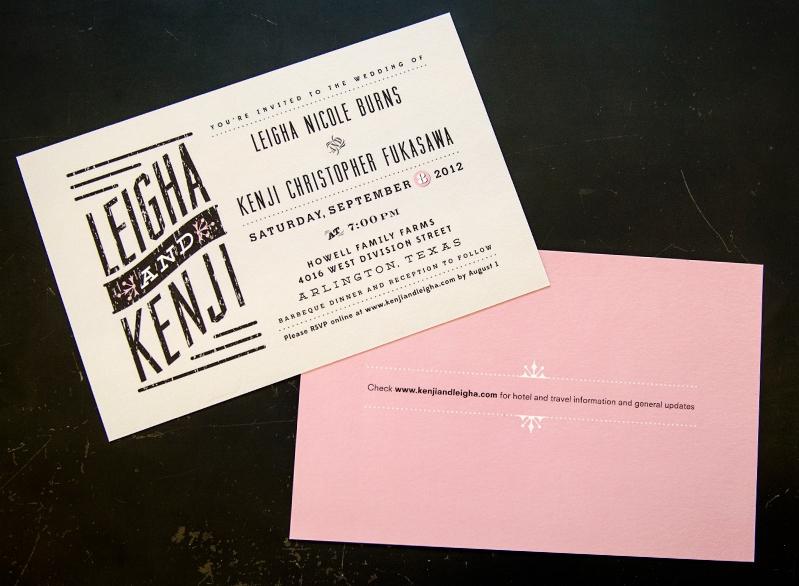 LEIGHA
AND
KENJI
YOU'RE INVITED TO THE WEDDING OF
LEIGHA NICOLE BURNS
&
KENJI CHRISTOPHER FUKASAWA
SATURDAY, SEPTEMBER 8 2012
AT 7:00 PM
HOWELL FAMILY FARMS
4016 WEST DIVISION STREET
ARLINGTON, TEXAS
BARBEQUE DINNER AND RECEPTION TO FOLLOW
Please RSVP online at www.kenjiandleigha.com by August 1
Check www.kenjiandleigha.com for hotel and travel information and general updates